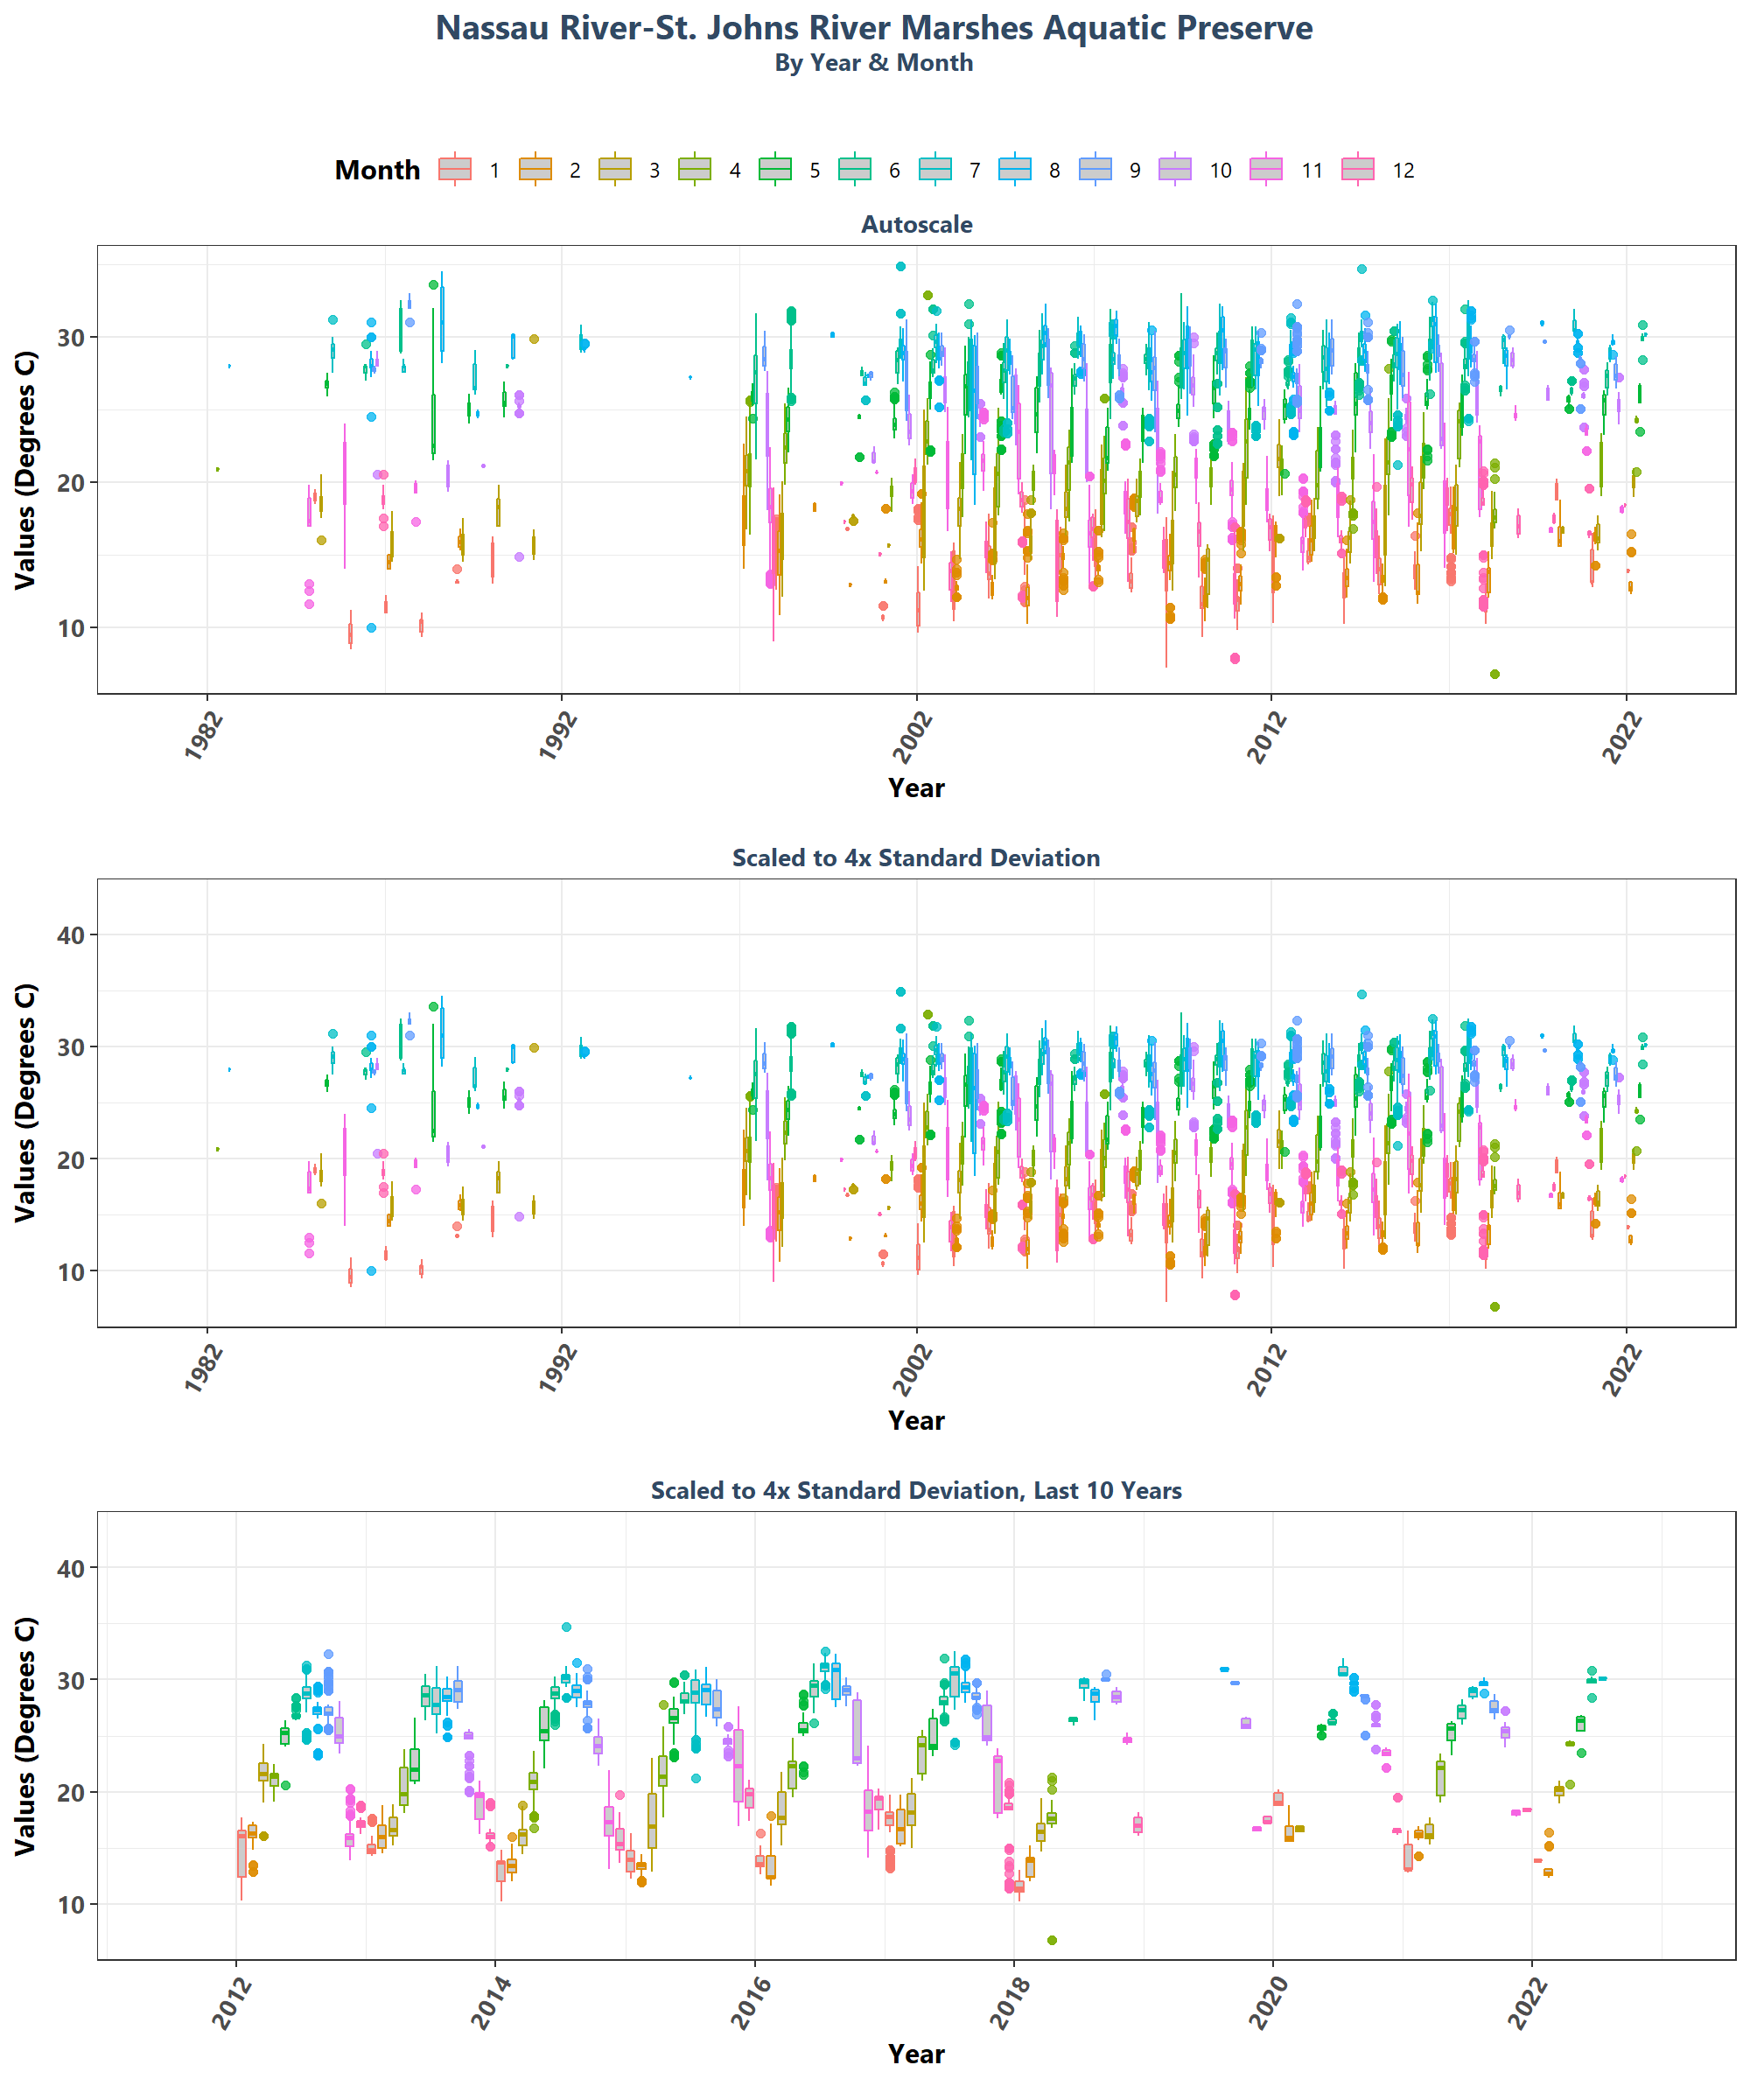 Nassau River-St. Johns River Marshes Aquatic Preserve
By Year & Month
Month 1 2 3 4 5 6 7 8 9 10 11 12
Autoscale
Values (Degrees C)
30
20
10
1982 1992 2002 2012 2022
Year
Scaled to 4x Standard Deviation
Values (Degrees C)
40
30
20
10
1982 1992 2002 2012 2022
Year
Scaled to 4x Standard Deviation, Last 10 Years
Values (Degrees C)
40
30
20
10
2012 2014 2016 2018 2020 2022
Year